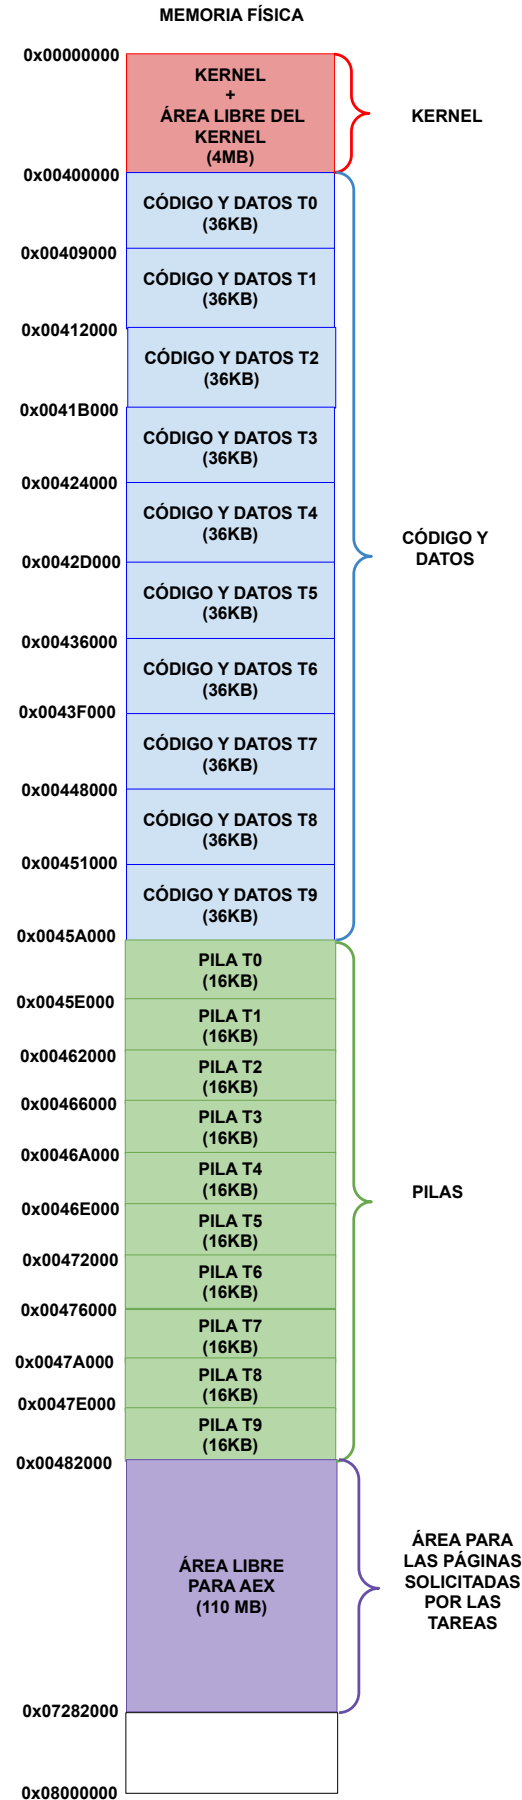 MEMORIA FÍSICA
0x00000000
KERNEL
+
ÁREA LIBRE DEL
KERNEL
(4MB)
KERNEL
0x00400000
CÓDIGO Y DATOS T0
(36KB)
0x00409000
CÓDIGO Y DATOS T1
(36KB)
0x00412000
CÓDIGO Y DATOS T2
(36KB)
0x0041B000
CÓDIGO Y DATOS T3
(36KB)
0x00424000
CÓDIGO Y DATOS T4
(36KB)
CÓDIGO Y
DATOS
0x0042D000
CÓDIGO Y DATOS T5
(36KB)
0x00436000
CÓDIGO Y DATOS T6
(36KB)
0x0043F000
CÓDIGO Y DATOS T7
(36KB)
0x00448000
CÓDIGO Y DATOS T8
(36KB)
0x00451000
CÓDIGO Y DATOS T9
(36KB)
0x0045A000
PILA T0
(16KB)
0x0045E000
PILA T1
(16KB)
0x00462000
PILA T2
(16KB)
0x00466000
PILA T3
(16KB)
0x0046A000
PILA T4
(16KB)
PILAS
0x0046E000
PILA T5
(16KB)
0x00472000
PILA T6
(16KB)
0x00476000
PILA T7
(16KB)
0x0047A000
PILA T8
(16KB)
0x0047E000
PILA T9
(16KB)
0x00482000
ÁREA LIBRE
PARA AEX
(110 MB)
ÁREA PARA
LAS PÁGINAS
SOLICITADAS
POR LAS
TAREAS
0x07282000
0x08000000